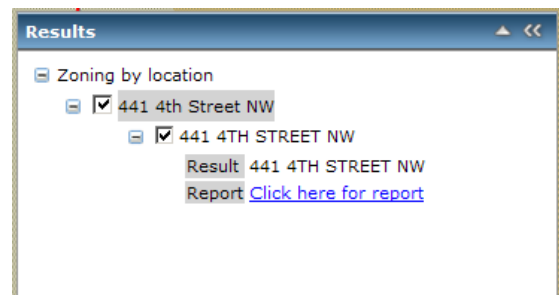 Results
Zoning by location
441 4th Street NW
441 4TH STREET NW
Result 441 4TH STREET NW
Report Click here for report